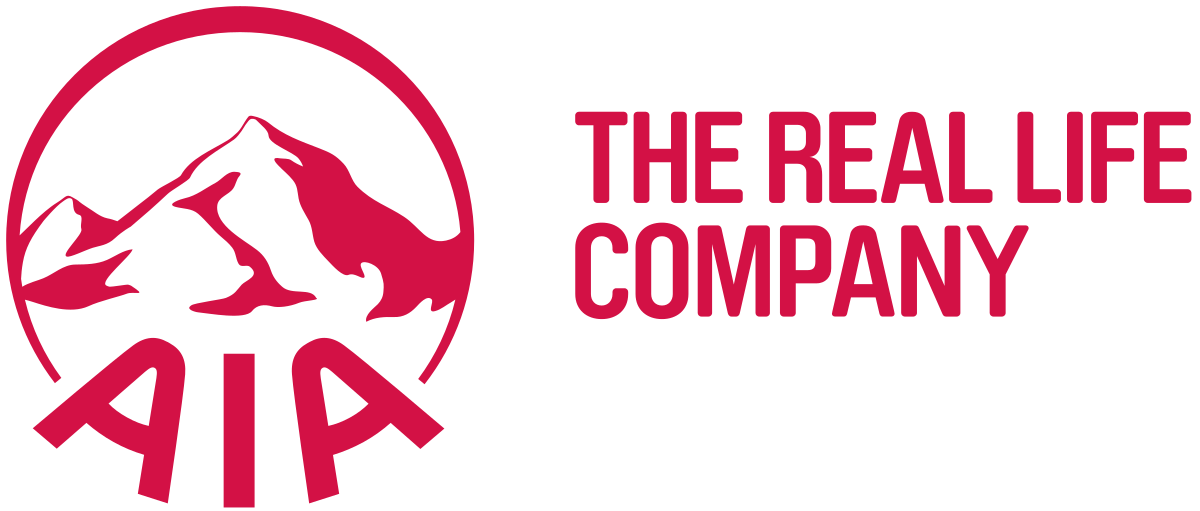 AIA
THE REAL LIFE
COMPANY